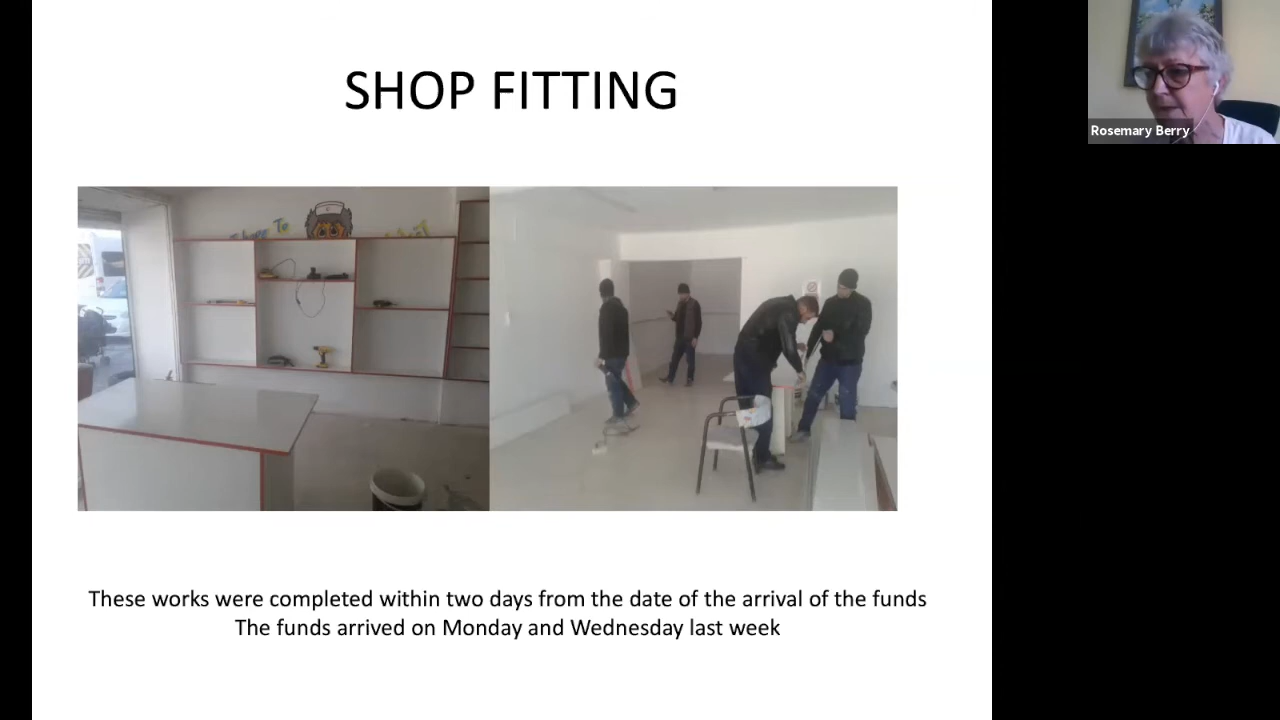 SHOP FITTING
Rosemary Berry
These works were completed within two days from the date of the arrival of the funds
The funds arrived on Monday and Wednesday last week